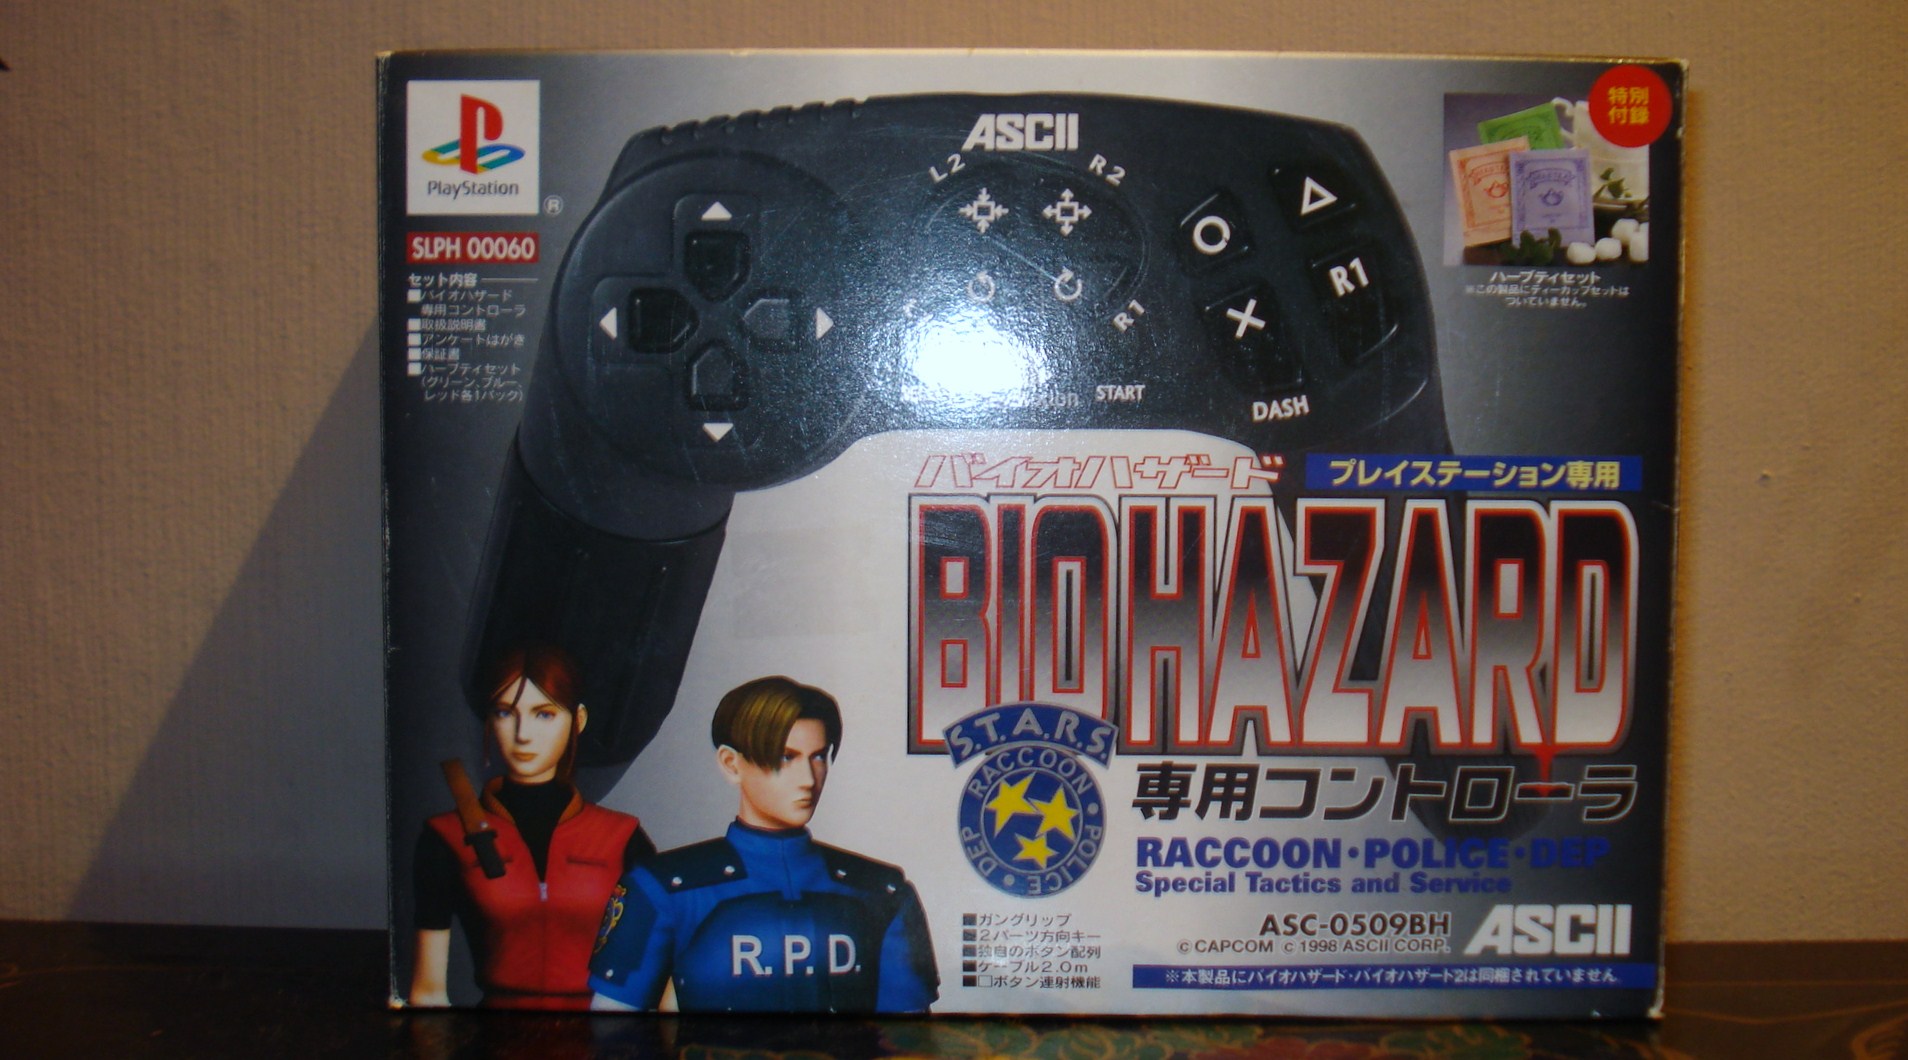 PlayStation
®
SLPH 00060
セット内容
■バイオハザード
専用コントローラ
■取扱説明書
■アンケートはがき
■保証書
■ハーブティセット
(グリーン、ブルー、
レッド各1パック)
ASCII
L2
R2
R1
START
DASH
R1
特別
付録
ハーブティセット
※この製品にティーカップセットは
ついていません。
バイオハザード
プレイステーション専用
BIOHAZARD
専用コントローラ
S.T.A.R.S.
RACCOON・POLICE・DEP
RACCOON・POLICE・DEP
Special Tactics and Service
R.P.D.
■ガングリップ
■2パーツ方向キー
■独自のボタン配列
■ケーブル2.0m
■□ボタン連射機能
ASC-0509BH
©CAPCOM ©1998 ASCII CORP.
ASCII
※本製品にバイオハザード・バイオハザード2は同梱されていません。